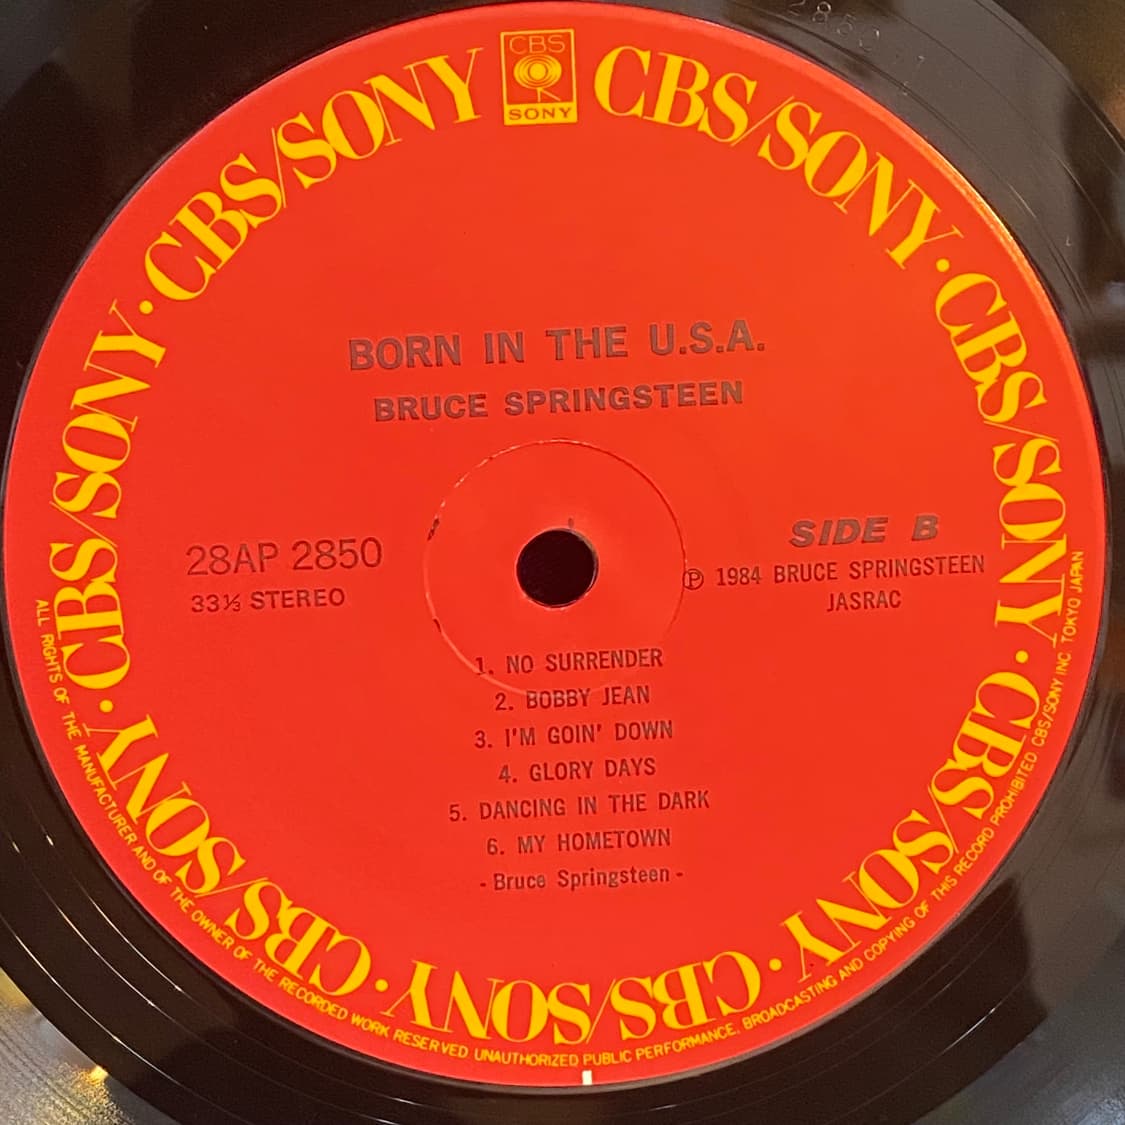 CBS
SONY
CBS/SONY · CBS/SONY · CBS/SONY · CBS/SONY · CBS/SONY · CBS/SONY · CBS/SONY · CBS/SONY
BORN IN THE U.S.A.
BRUCE SPRINGSTEEN
28AP 2850
33⅓ STEREO
SIDE B
Ⓟ 1984 BRUCE SPRINGSTEEN
JASRAC
1. NO SURRENDER
2. BOBBY JEAN
3. I'M GOIN' DOWN
4. GLORY DAYS
5. DANCING IN THE DARK
6. MY HOMETOWN
- Bruce Springsteen -
ALL RIGHTS OF THE MANUFACTURER AND OF THE OWNER OF THE RECORDED WORK RESERVED UNAUTHORIZED PUBLIC PERFORMANCE, BROADCASTING AND COPYING OF THIS RECORD PROHIBITED CBS/SONY INC. TOKYO JAPAN